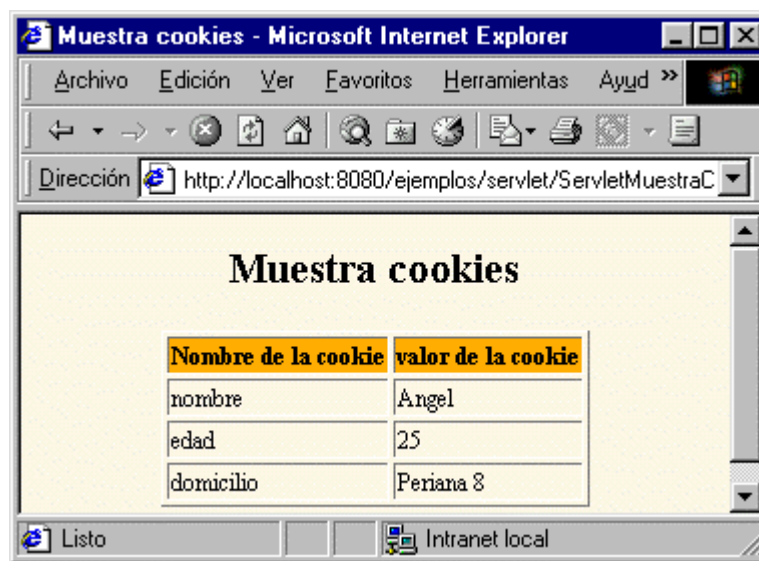 Muestra cookies - Microsoft Internet Explorer
Archivo Edición Ver Favoritos Herramientas Ayud »
Dirección http://localhost:8080/ejemplos/servlet/ServletMuestraC
Muestra cookies
Nombre de la cookie valor de la cookie
nombre Angel
edad 25
domicilio Periana 8
Listo Intranet local